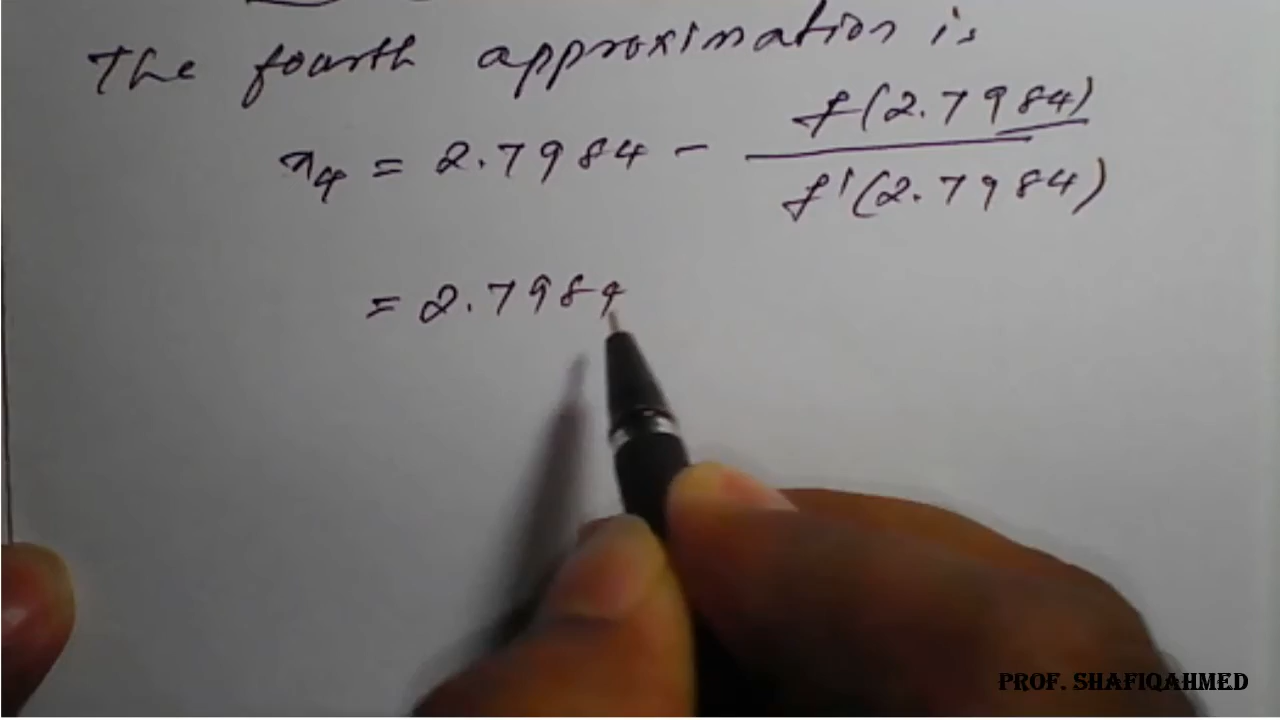 The fourth approximation is
x₄ = 2.7984 - f(2.7984) / f'(2.7984)
= 2.7984
PROF. SHAFIQAHMED